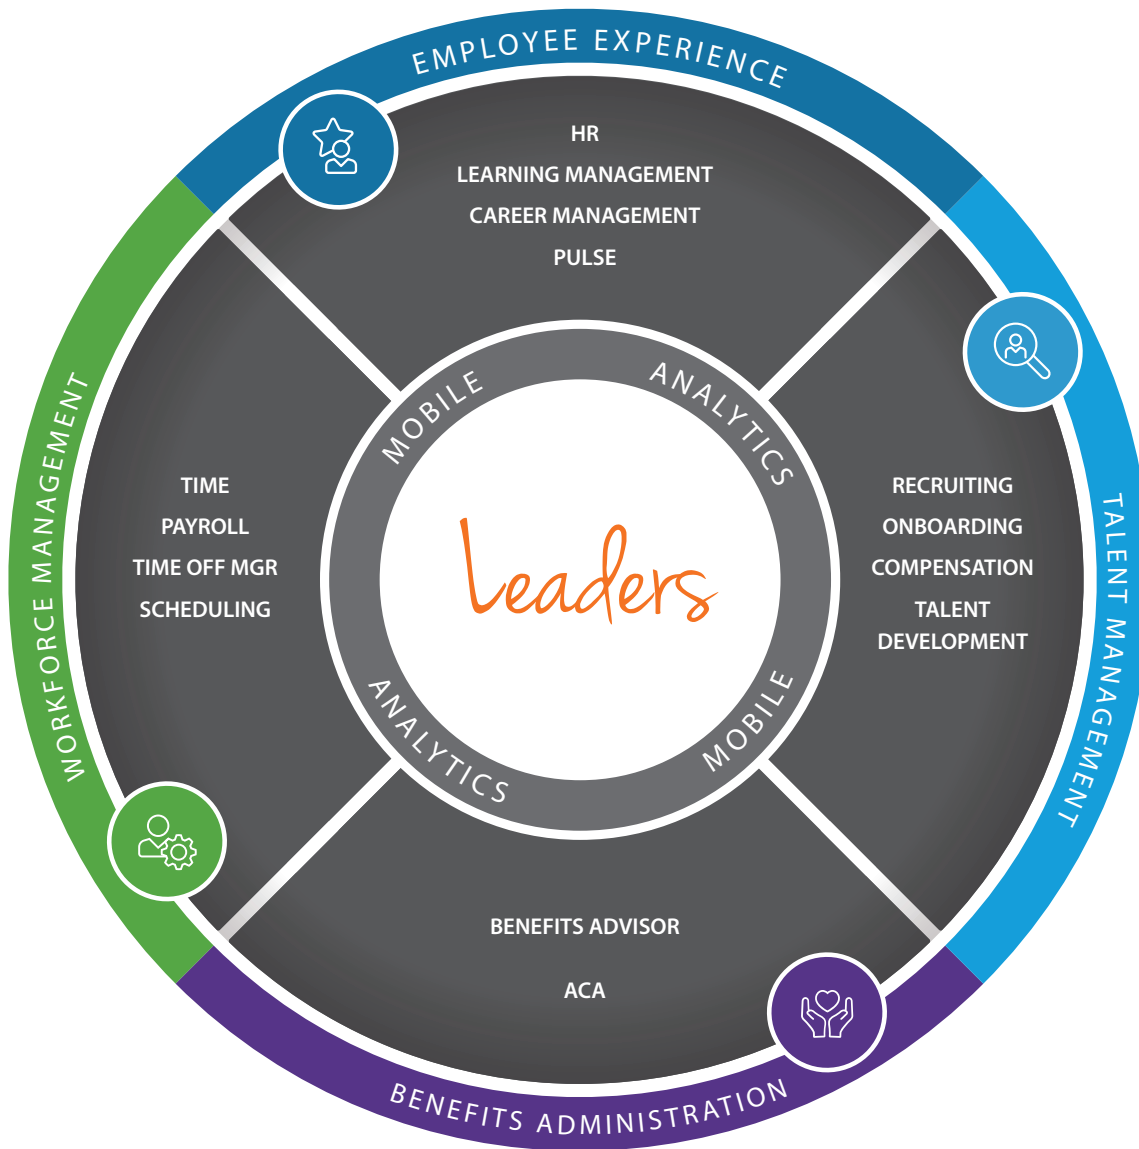 EMPLOYEE EXPERIENCE
HR
LEARNING MANAGEMENT
CAREER MANAGEMENT
PULSE
MOBILE
ANALYTICS
WORKFORCE MANAGEMENT
TIME
PAYROLL
TIME OFF MGR
SCHEDULING
Leaders
RECRUITING
ONBOARDING
COMPENSATION
TALENT
DEVELOPMENT
TALENT MANAGEMENT
ANALYTICS
MOBILE
BENEFITS ADVISOR
ACA
BENEFITS ADMINISTRATION